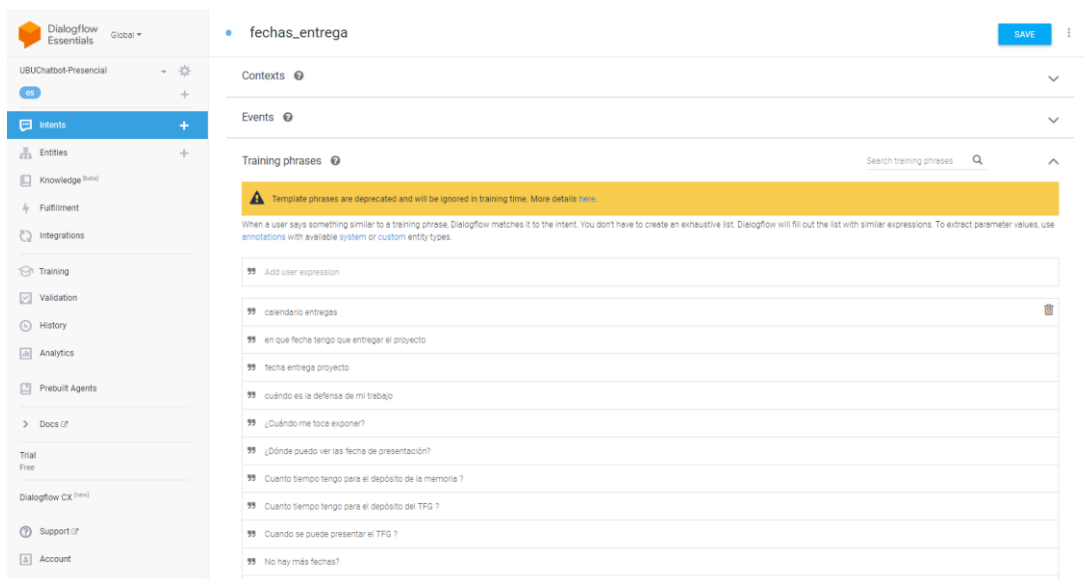 Dialogflow
Essentials
Global
UBUChatbot-Presencial
es
Intents
Entities
Knowledge [beta]
Fulfillment
Integrations
Training
Validation
History
Analytics
Prebuilt Agents
Docs
Trial
Free
Dialogflow CX [new]
Support
Account
fechas_entrega
SAVE
Contexts
Events
Training phrases
Search training phrases
Template phrases are deprecated and will be ignored in training time. More details here.
When a user says something similar to a training phrase, Dialogflow matches it to the intent. You don't have to create an exhaustive list. Dialogflow will fill out the list with similar expressions. To extract parameter values, use
annotations with available system or custom entity types.
Add user expression
calendario entregas
en que fecha tengo que entregar el proyecto
fecha entrega proyecto
cuándo es la defensa de mi trabajo
¿Cuándo me toca exponer?
¿Dónde puedo ver las fecha de presentación?
Cuanto tiempo tengo para el depósito de la memoria ?
Cuanto tiempo tengo para el depósito del TFG ?
Cuando se puede presentar el TFG ?
No hay más fechas?